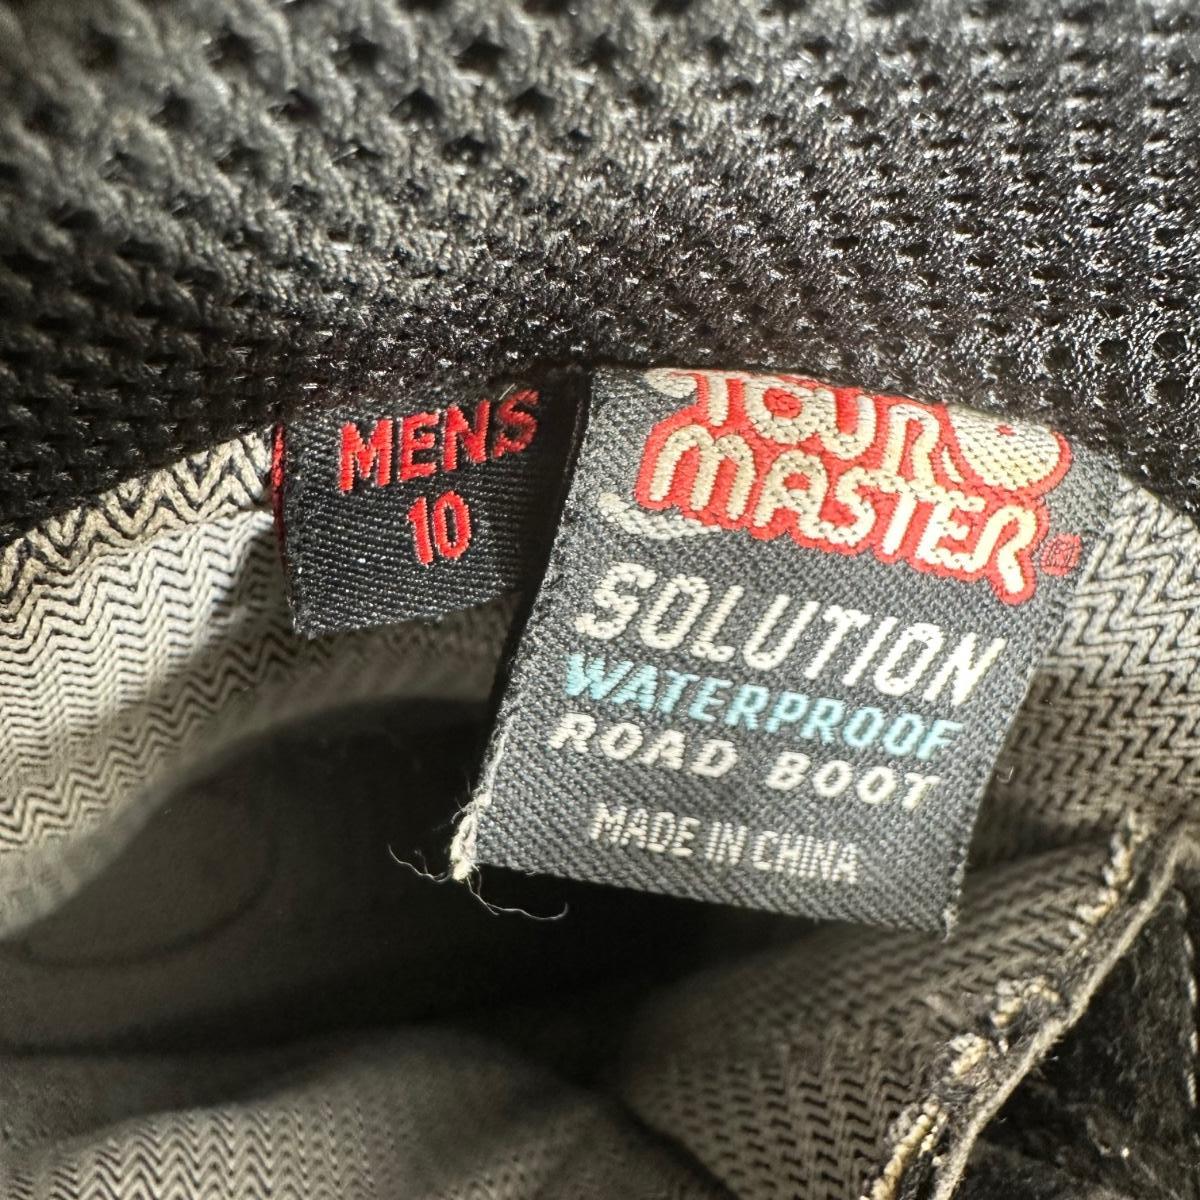 MENS
10
TOUR
MASTER
SOLUTION
WATERPROOF
ROAD BOOT
MADE IN CHINA